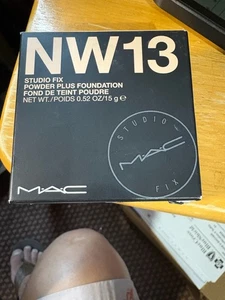 NW13
STUDIO FIX
POWDER PLUS FOUNDATION
FOND DE TEINT POUDRE
NET WT./POIDS 0.52 OZ/15 g ℮
STUDIO
FIX
MAC